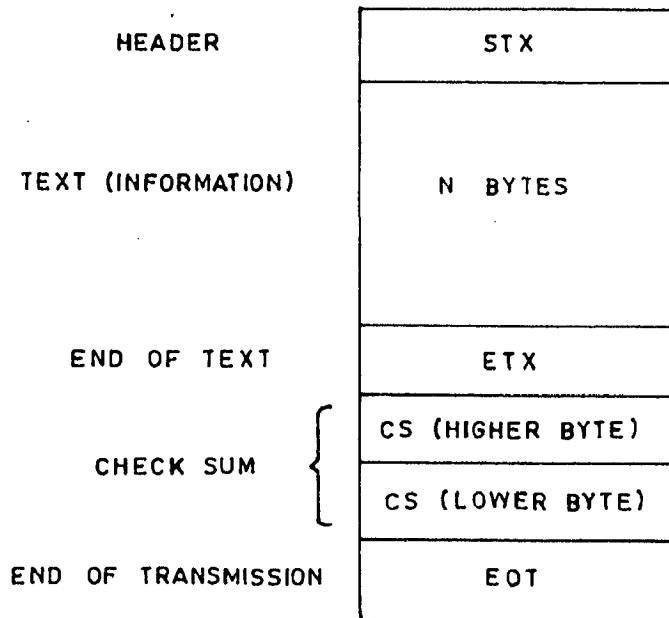 HEADER STX
TEXT (INFORMATION) N BYTES
END OF TEXT ETX
CS (HIGHER BYTE)
CHECK SUM
CS (LOWER BYTE)
END OF TRANSMISSION EOT